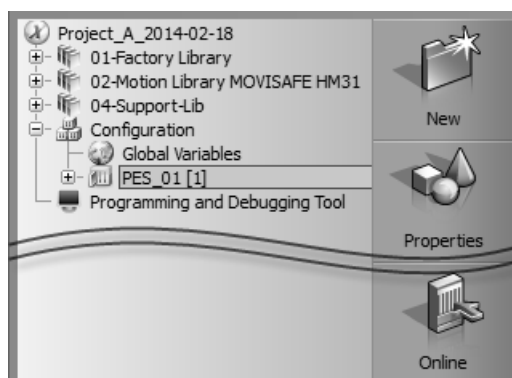 Project_A_2014-02-18
01-Factory Library
02-Motion Library MOVISAFE HM31
04-Support-Lib
Configuration
Global Variables
PES_01 [1]
Programming and Debugging Tool
New
Properties
Online